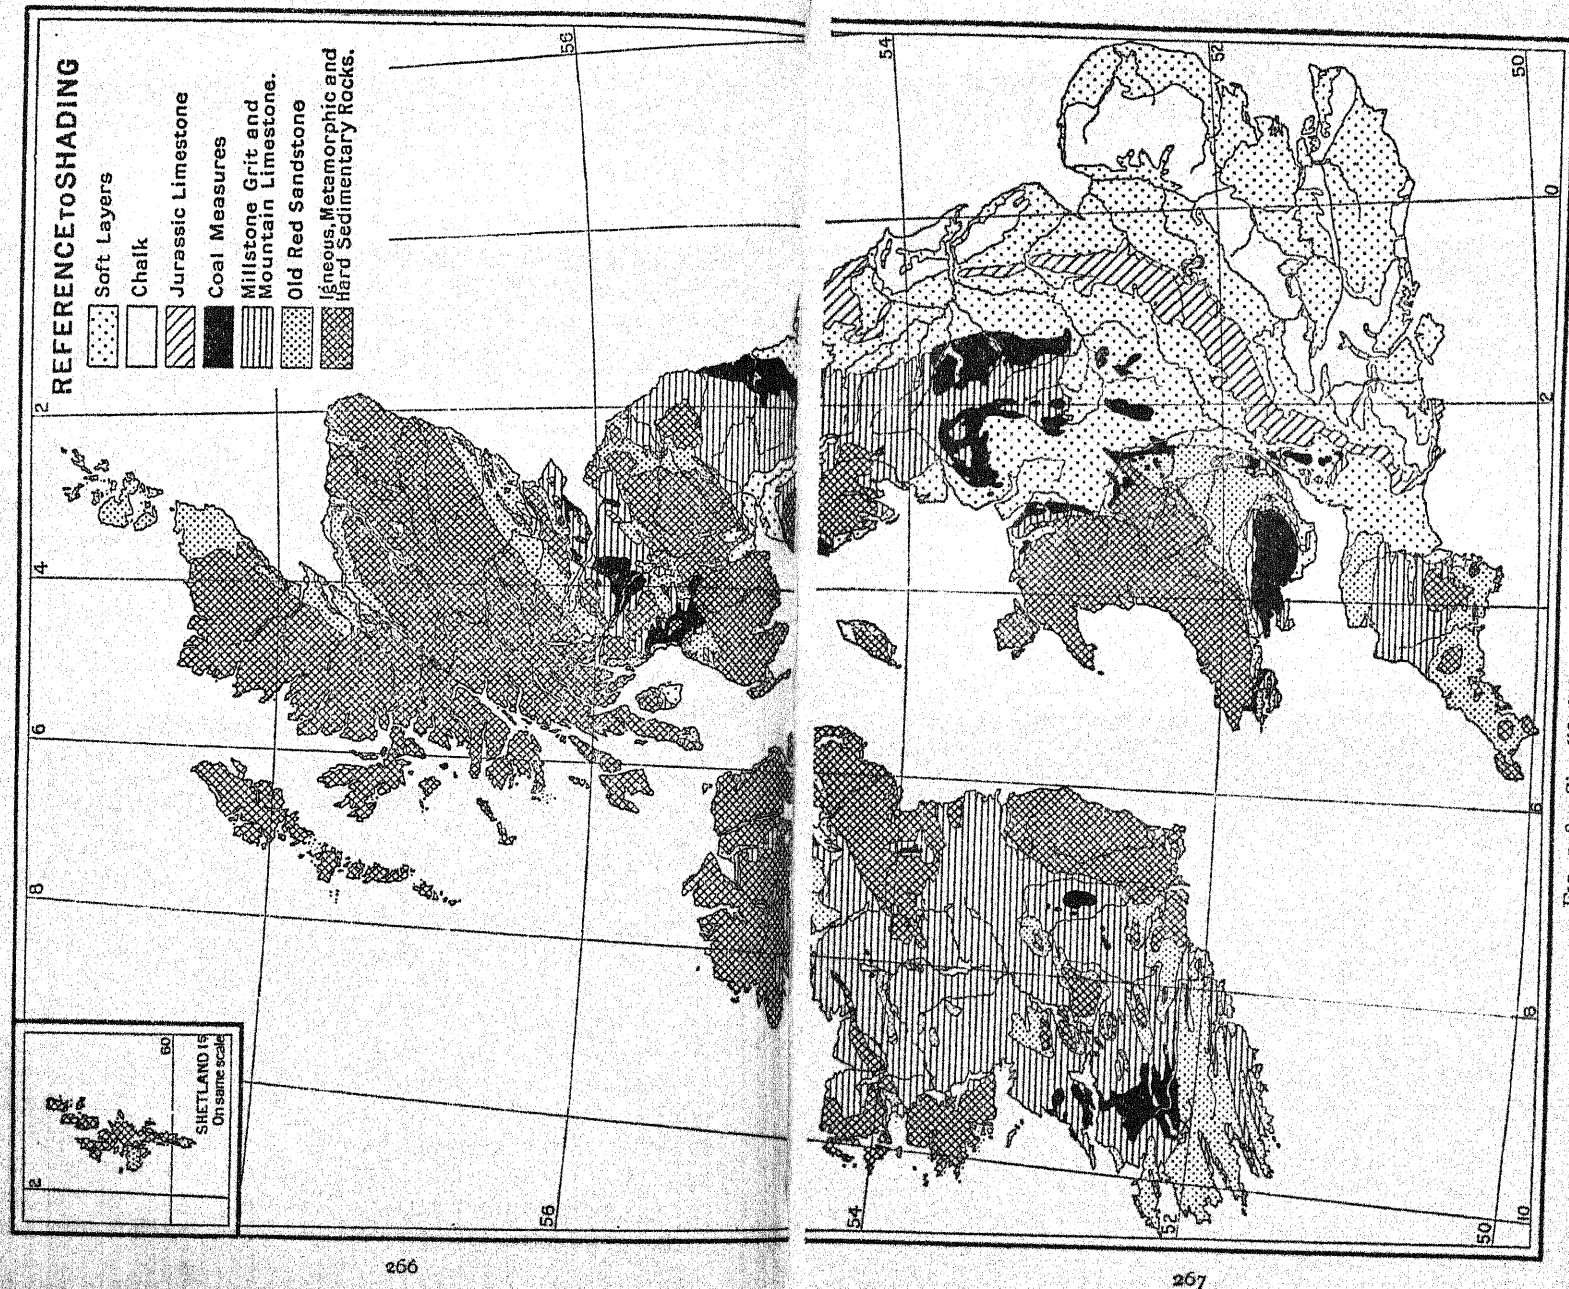 REFERENCE TO SHADING
Soft Layers
Chalk
Jurassic Limestone
Coal Measures
Millstone Grit and
Mountain Limestone.
Old Red Sandstone
Igneous, Metamorphic and
Hard Sedimentary Rocks.
56
54
52
50
0
2
2
4
6
6
8
8
10
56
54
52
50
60
2
SHETLAND IS
On same scale
266
267